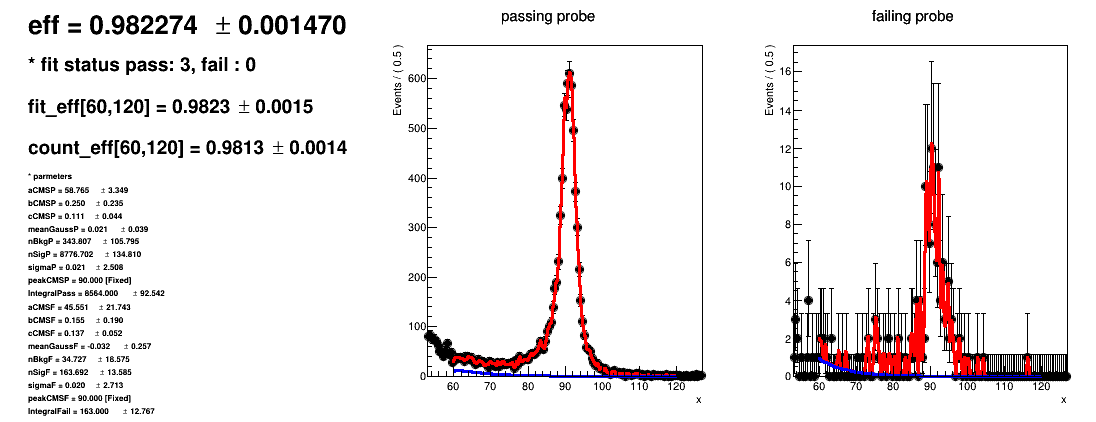 eff = 0.982274 ± 0.001470
* fit status pass: 3, fail : 0
fit_eff[60,120] = 0.9823 ± 0.0015
count_eff[60,120] = 0.9813 ± 0.0014
* parmeters
aCMSP = 58.765 ± 3.349
bCMSP = 0.250 ± 0.235
cCMSP = 0.111 ± 0.044
meanGaussP = 0.021 ± 0.039
nBkgP = 343.807 ± 105.795
nSigP = 8776.702 ± 134.810
sigmaP = 0.021 ± 2.508
peakCMSP = 90.000 [Fixed]
IntegralPass = 8564.000 ± 92.542
aCMSF = 45.551 ± 21.743
bCMSF = 0.155 ± 0.190
cCMSF = 0.137 ± 0.052
meanGaussF = -0.032 ± 0.257
nBkgF = 34.727 ± 18.575
nSigF = 163.692 ± 13.585
sigmaF = 0.020 ± 2.713
peakCMSF = 90.000 [Fixed]
IntegralFail = 163.000 ± 12.767
passing probe
Events / ( 0.5 )
600
500
400
300
200
100
0
60 70 80 90 100 110 120
x
failing probe
Events / ( 0.5 )
16
14
12
10
8
6
4
2
0
60 70 80 90 100 110 120
x